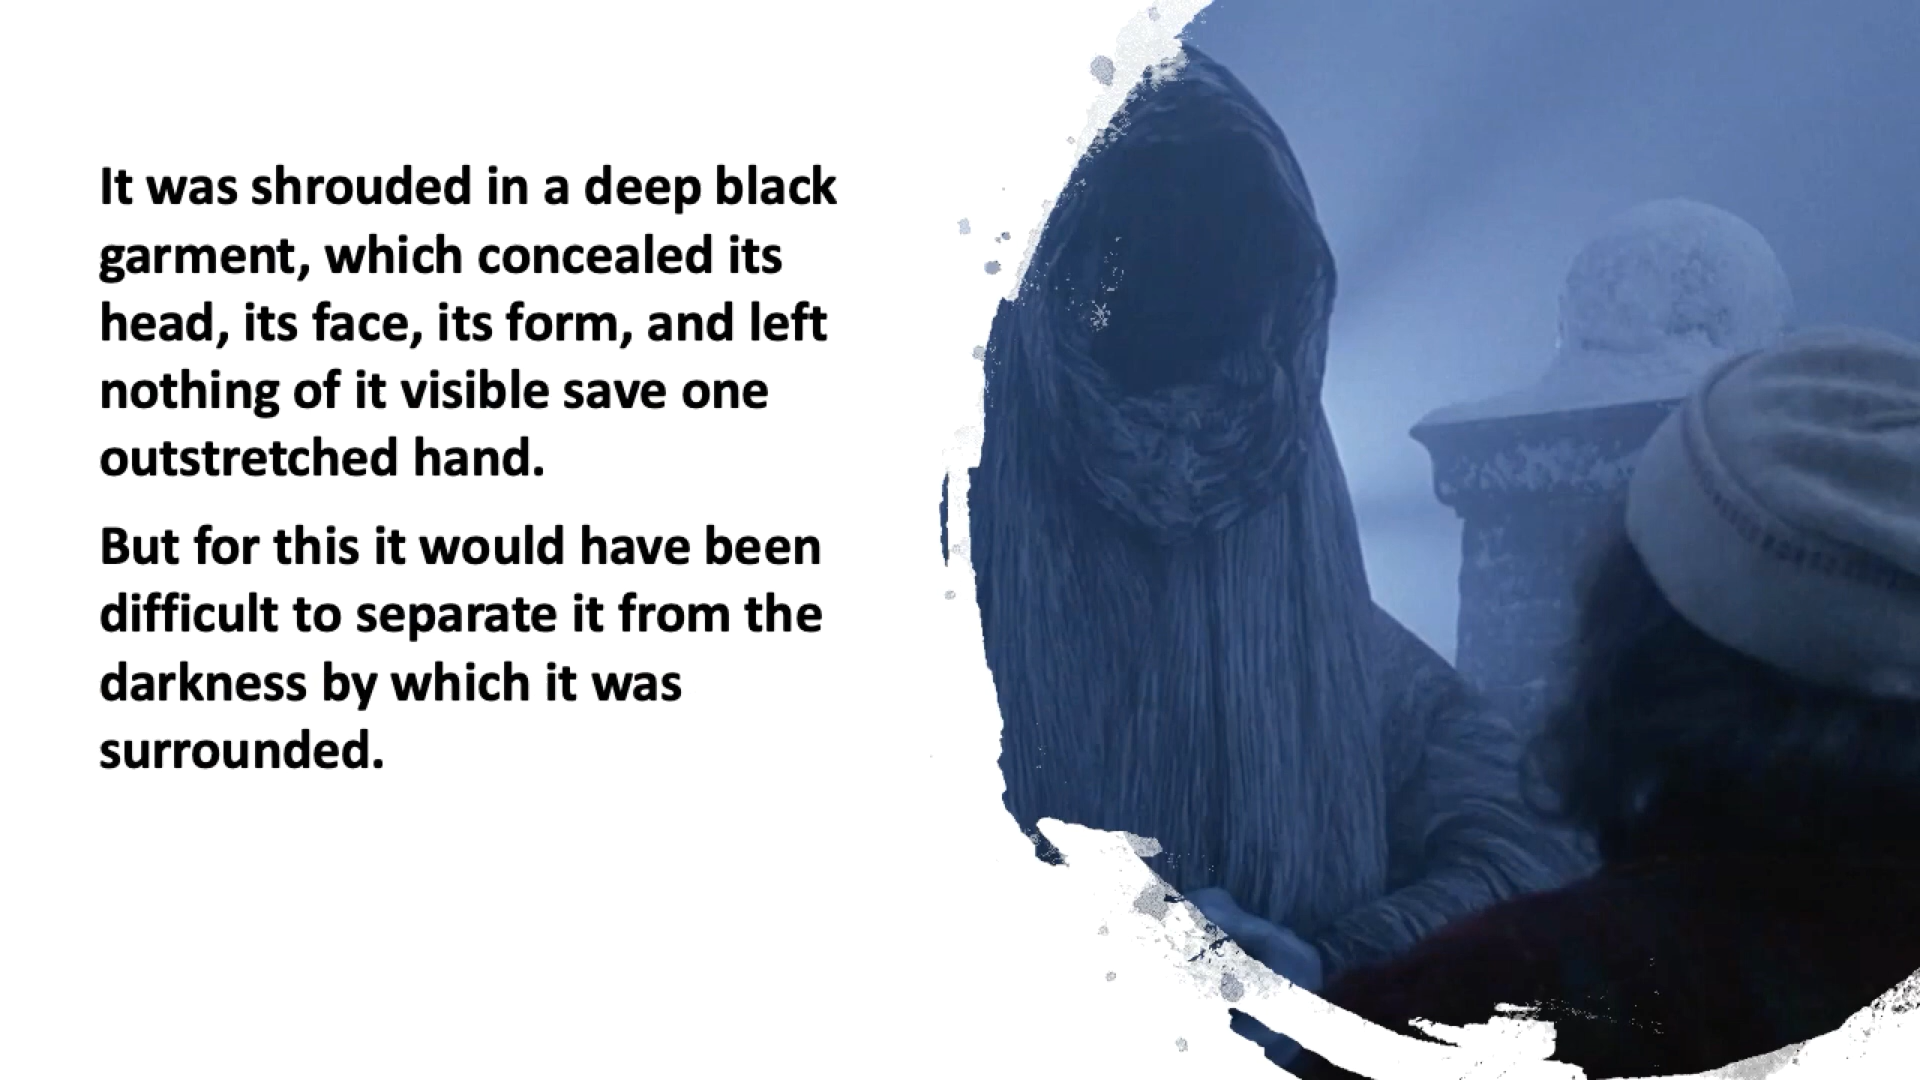 It was shrouded in a deep black
garment, which concealed its
head, its face, its form, and left
nothing of it visible save one
outstretched hand.
But for this it would have been
difficult to separate it from the
darkness by which it was
surrounded.